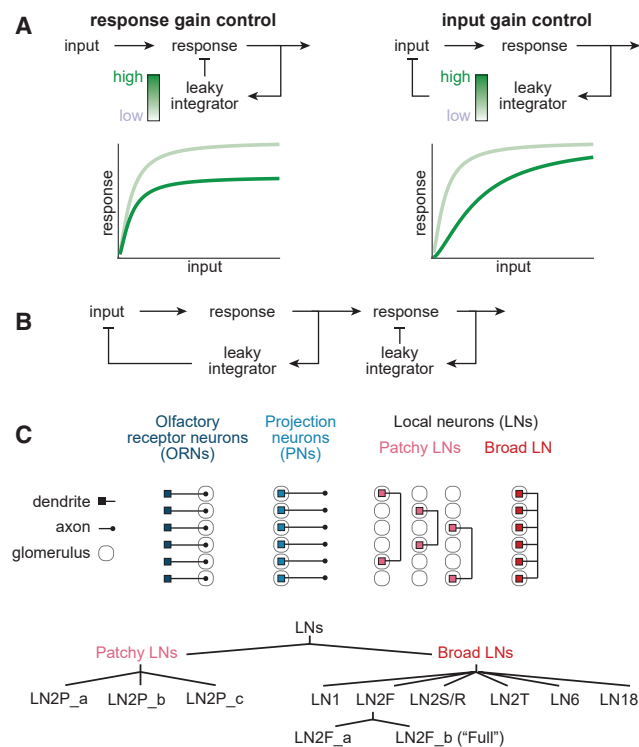 A
response gain control
input
response
high
low
leaky
integrator
response
input
input gain control
input
response
high
low
leaky
integrator
response
input
B
input
response
response
leaky
integrator
leaky
integrator
C
Olfactory
receptor neurons
(ORNs)
Projection
neurons
(PNs)
Local neurons (LNs)
Patchy LNs
Broad LN
dendrite
axon
glomerulus
LNs
Patchy LNs
Broad LNs
LN2P_a
LN2P_b
LN2P_c
LN1
LN2F
LN2S/R
LN2T
LN6
LN18
LN2F_a
LN2F_b ("Full")